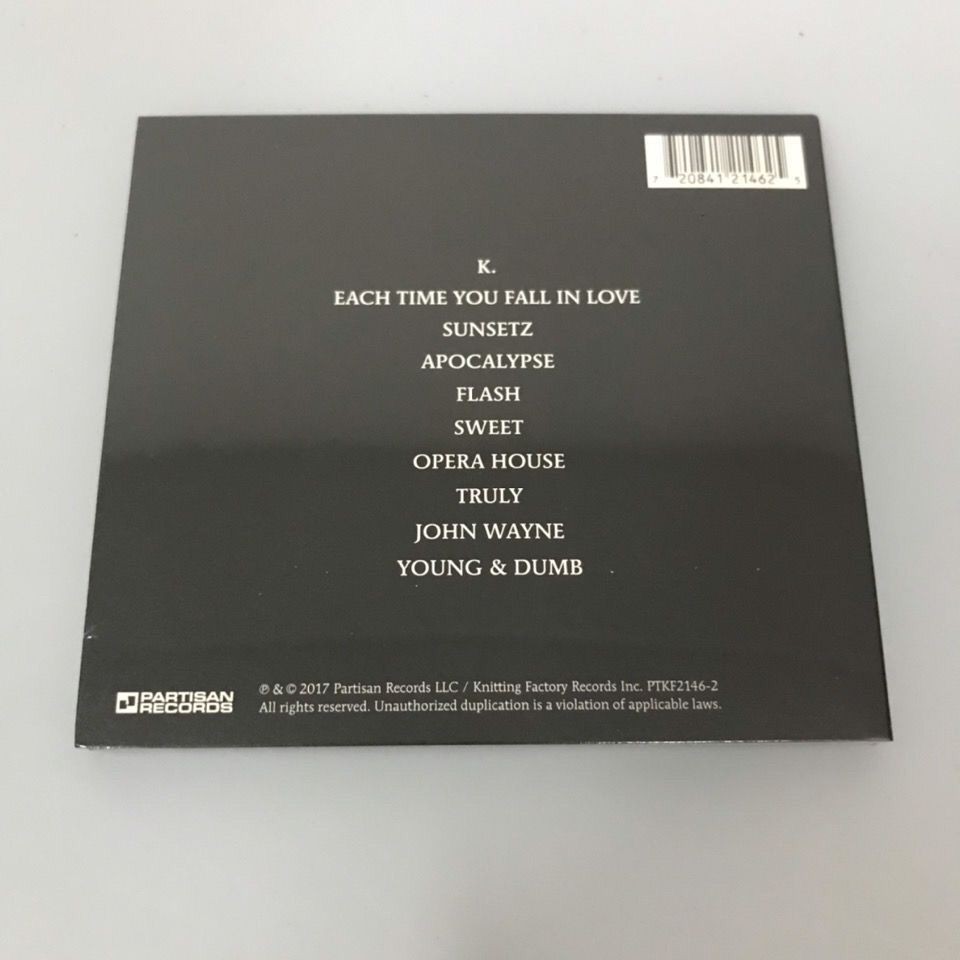 7 20841 21462 5
K.
EACH TIME YOU FALL IN LOVE
SUNSETZ
APOCALYPSE
FLASH
SWEET
OPERA HOUSE
TRULY
JOHN WAYNE
YOUNG & DUMB
PARTISAN
RECORDS
℗ & © 2017 Partisan Records LLC / Knitting Factory Records Inc. PTKF2146-2
All rights reserved. Unauthorized duplication is a violation of applicable laws.